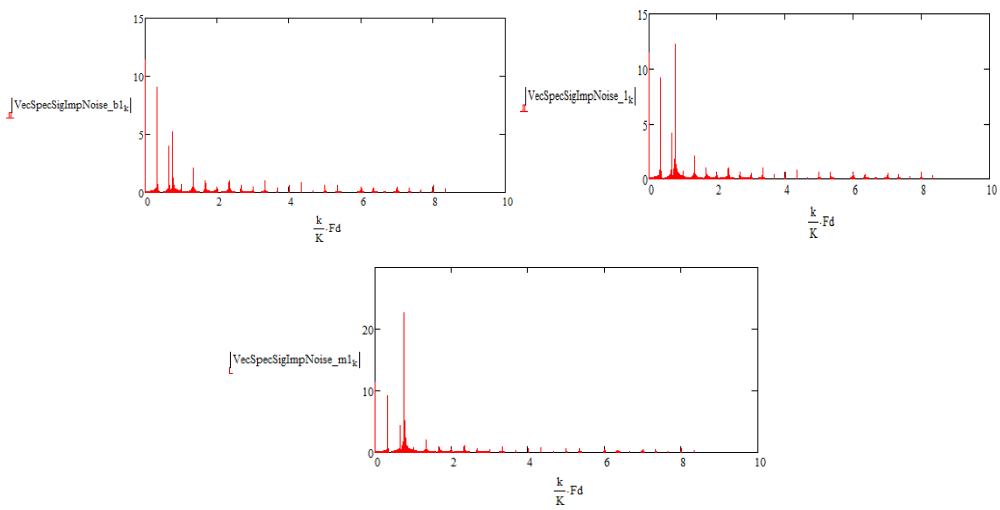 15
10
5
0
|VecSpecSigImpNoise_b1k|
0 2 4 6 8 10
k
K
·Fd
15
10
5
0
|VecSpecSigImpNoise_1k|
0 2 4 6 8 10
k
K
·Fd
20
10
0
|VecSpecSigImpNoise_m1k|
0 2 4 6 8 10
k
K
·Fd